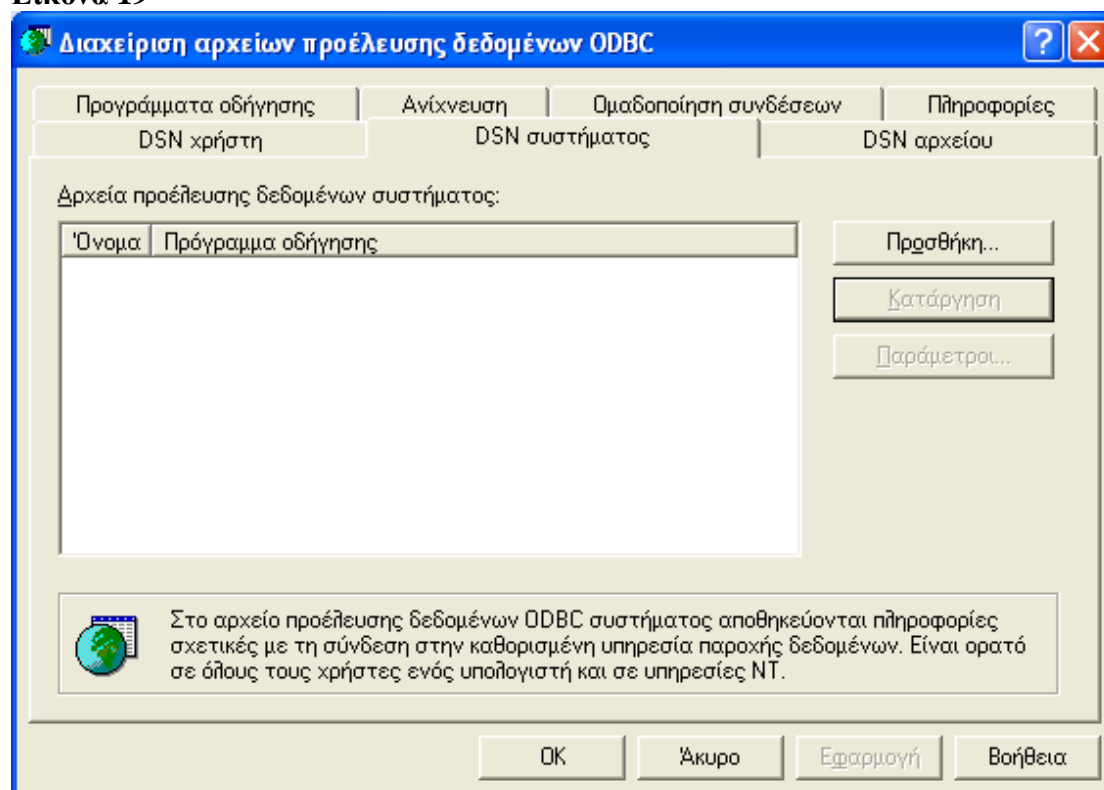 Εικόνα 19
Διαχείριση αρχείων προέλευσης δεδομένων ODBC
Προγράμματα οδήγησης Ανίχνευση Ομαδοποίηση συνδέσεων Πληροφορίες
DSN χρήστη DSN συστήματος DSN αρχείου
Αρχεία προέλευσης δεδομένων συστήματος:
Όνομα Πρόγραμμα οδήγησης
Προσθήκη...
Κατάργηση
Παράμετροι...
Στο αρχείο προέλευσης δεδομένων ODBC συστήματος αποθηκεύονται πληροφορίες
σχετικές με τη σύνδεση στην καθορισμένη υπηρεσία παροχής δεδομένων. Είναι ορατό
σε όλους τους χρήστες ενός υπολογιστή και σε υπηρεσίες NT.
OK Άκυρο Εφαρμογή Βοήθεια